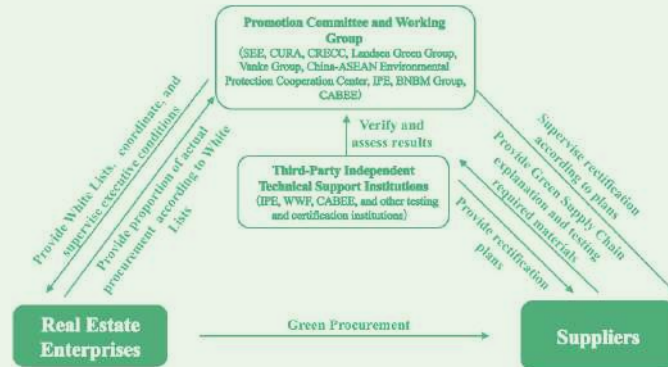 Promotion Committee and Working
Group
(SEE, CURA, CRECC, Landsea Green Group,
Vanke Group, China-ASEAN Environmental
Protection Cooperation Center, IPE, BNBM Group,
CABEE)
Provide White Lists, coordinate, and
supervise executive conditions
Provide proportion of actual
procurement according to White
Lists
Verify and
assess results
Third-Party Independent
Technical Support Institutions
(IPE, WWF, CABEE, and other testing
and certification institutions)
Supervise rectification
according to plans
Provide Green Supply Chain
explanation and testing
required materials
Provide rectification
plans
Real Estate
Enterprises
Green Procurement
Suppliers